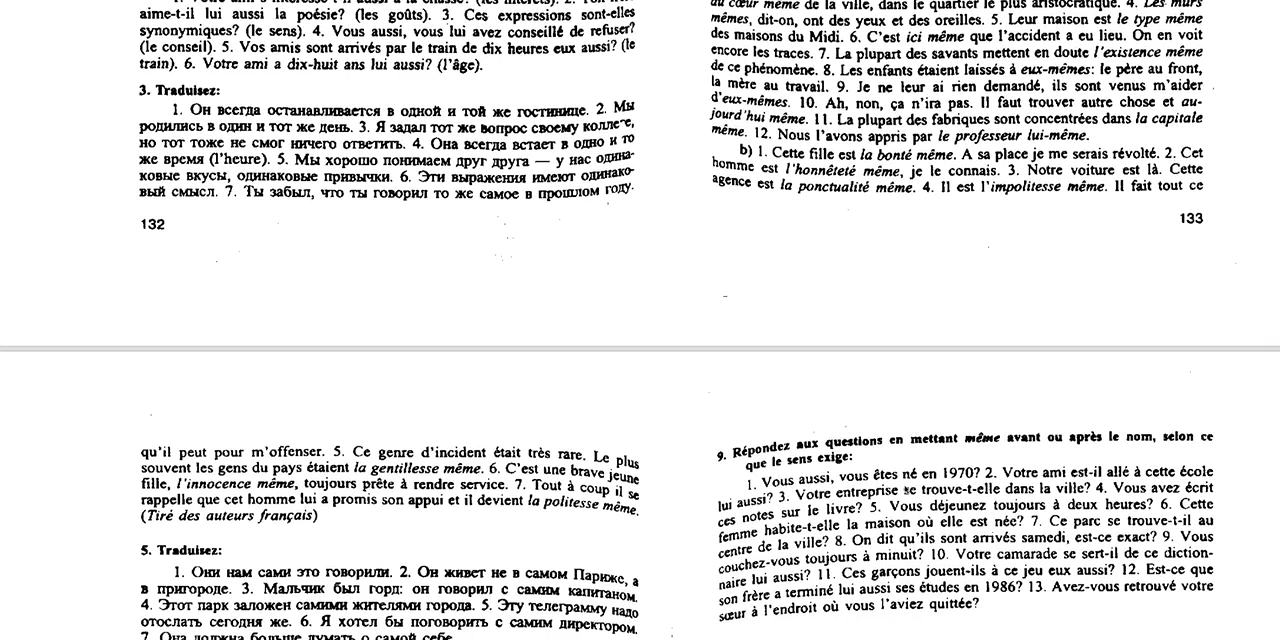 aime-t-il lui aussi la poésie? (les goûts). 3. Ces expressions sont-elles
synonymiques? (le sens). 4. Vous aussi, vous lui avez conseillé de refuser?
(le conseil). 5. Vos amis sont arrivés par le train de dix heures eux aussi? (le
train). 6. Votre ami a dix-huit ans lui aussi? (l'âge).
3. Traduisez:
1. Он всегда останавливается в одной и той же гостинице. 2. Мы
родились в один и тот же день. 3. Я задал тот же вопрос своему коллеге,
но тот тоже не смог ничего ответить. 4. Она всегда встает в одно и то
же время (l'heure). 5. Мы хорошо понимаем друг друга — у нас одина-
ковые вкусы, одинаковые привычки. 6. Эти выражения имеют одинако-
вый смысл. 7. Ты забыл, что ты говорил то же самое в прошлом году.
132
au cœur même de la ville, dans le quartier le plus aristocratique. 4. Les murs
mêmes, dit-on, ont des yeux et des oreilles. 5. Leur maison est le type même
des maisons du Midi. 6. C'est ici même que l'accident a eu lieu. On en voit
encore les traces. 7. La plupart des savants mettent en doute l'existence même
de ce phénomène. 8. Les enfants étaient laissés à eux-mêmes: le père au front,
la mère au travail. 9. Je ne leur ai rien demandé, ils sont venus m'aider
d'eux-mêmes. 10. Ah, non, ça n'ira pas. Il faut trouver autre chose et au-
jourd'hui même. 11. La plupart des fabriques sont concentrées dans la capitale
même. 12. Nous l'avons appris par le professeur lui-même.
b) 1. Cette fille est la bonté même. A sa place je me serais révolté. 2. Cet
homme est l'honnêteté même, je le connais. 3. Notre voiture est là. Cette
agence est la ponctualité même. 4. Il est l'impolitesse même. Il fait tout ce
133
qu'il peut pour m'offenser. 5. Ce genre d'incident était très rare. Le plus
souvent les gens du pays étaient la gentillesse même. 6. C'est une brave jeune
fille, l'innocence même, toujours prête à rendre service. 7. Tout à coup il se
rappelle que cet homme lui a promis son appui et il devient la politesse même.
(Tiré des auteurs français)
5. Traduisez:
1. Они нам сами это говорили. 2. Он живет не в самом Париже, а
в пригороде. 3. Мальчик был горд: он говорил с самим капитаном.
4. Этот парк заложен самими жителями города. 5. Эту телеграмму надо
отослать сегодня же. 6. Я хотел бы поговорить с самим директором.
7. Она должна больше думать о самой себе.
9. Répondez aux questions en mettant même avant ou après le nom, selon ce
que le sens exige:
1. Vous aussi, vous êtes né en 1970? 2. Votre ami est-il allé à cette école
lui aussi? 3. Votre entreprise se trouve-t-elle dans la ville? 4. Vous avez écrit
ces notes sur le livre? 5. Vous déjeunez toujours à deux heures? 6. Cette
femme habite-t-elle la maison où elle est née? 7. Ce parc se trouve-t-il au
centre de la ville? 8. On dit qu'ils sont arrivés samedi, est-ce exact? 9. Vous
couchez-vous toujours à minuit? 10. Votre camarade se sert-il de ce diction-
naire lui aussi? 11. Ces garçons jouent-ils à ce jeu eux aussi? 12. Est-ce que
son frère a terminé lui aussi ses études en 1986? 13. Avez-vous retrouvé votre
sœur à l'endroit où vous l'aviez quittée?